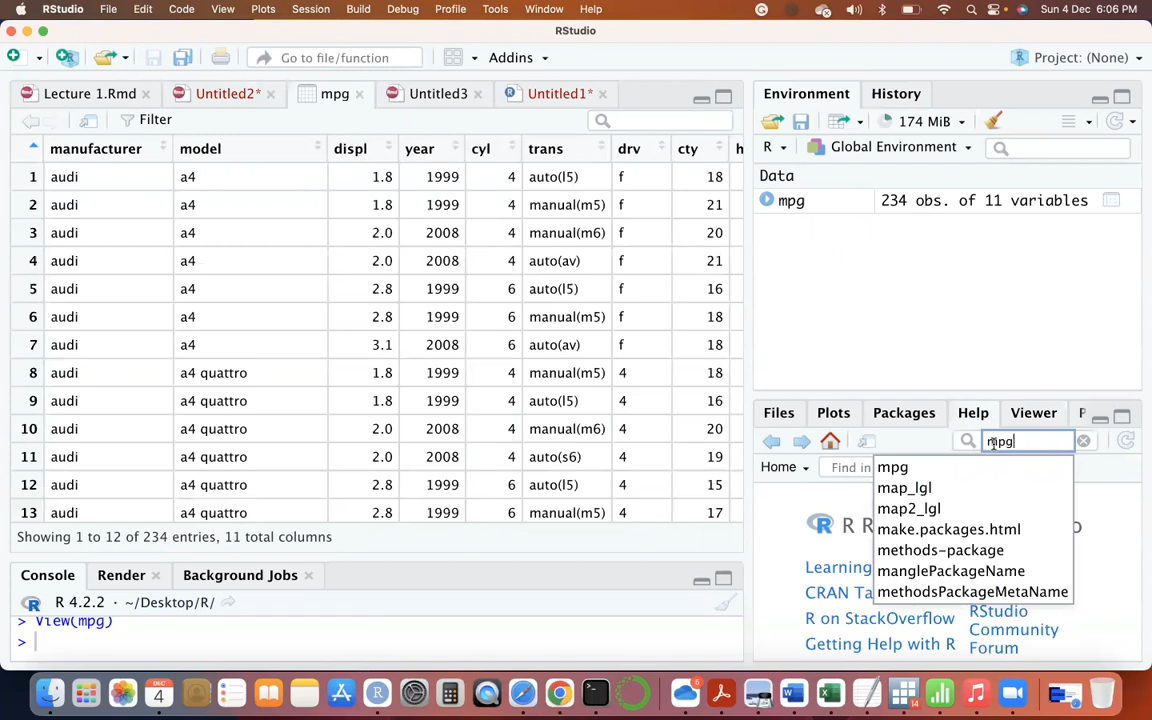 RStudio File Edit Code View Plots Session Build Debug Profile Tools Window Help Sun 4 Dec 6:06 PM
RStudio
Go to file/function Addins Project: (None)
Lecture 1.Rmd Untitled2* mpg Untitled3 Untitled1*
Filter
manufacturer model displ year cyl trans drv cty h
1 audi a4 1.8 1999 4 auto(l5) f 18
2 audi a4 1.8 1999 4 manual(m5) f 21
3 audi a4 2.0 2008 4 manual(m6) f 20
4 audi a4 2.0 2008 4 auto(av) f 21
5 audi a4 2.8 1999 6 auto(l5) f 16
6 audi a4 2.8 1999 6 manual(m5) f 18
7 audi a4 3.1 2008 6 auto(av) f 18
8 audi a4 quattro 1.8 1999 4 manual(m5) 4 18
9 audi a4 quattro 1.8 1999 4 auto(l5) 4 16
10 audi a4 quattro 2.0 2008 4 manual(m6) 4 20
11 audi a4 quattro 2.0 2008 4 auto(s6) 4 19
12 audi a4 quattro 2.8 1999 6 auto(l5) 4 15
13 audi a4 quattro 2.8 1999 6 manual(m5) 4 17
Showing 1 to 12 of 234 entries, 11 total columns
Console Render Background Jobs
R 4.2.2 · ~/Desktop/R/
> View(mpg)
>
Environment History
174 MiB
R Global Environment
Data
mpg 234 obs. of 11 variables
Files Plots Packages Help Viewer P
mpg
Home Find in
mpg
map_lgl
map2_lgl
make.packages.html
methods-package
manglePackageName
methodsPackageMetaName
R R o
Learning
CRAN Ta
R on StackOverflow
Getting Help with R
RStudio
Community
Forum
DEC
4
6
14